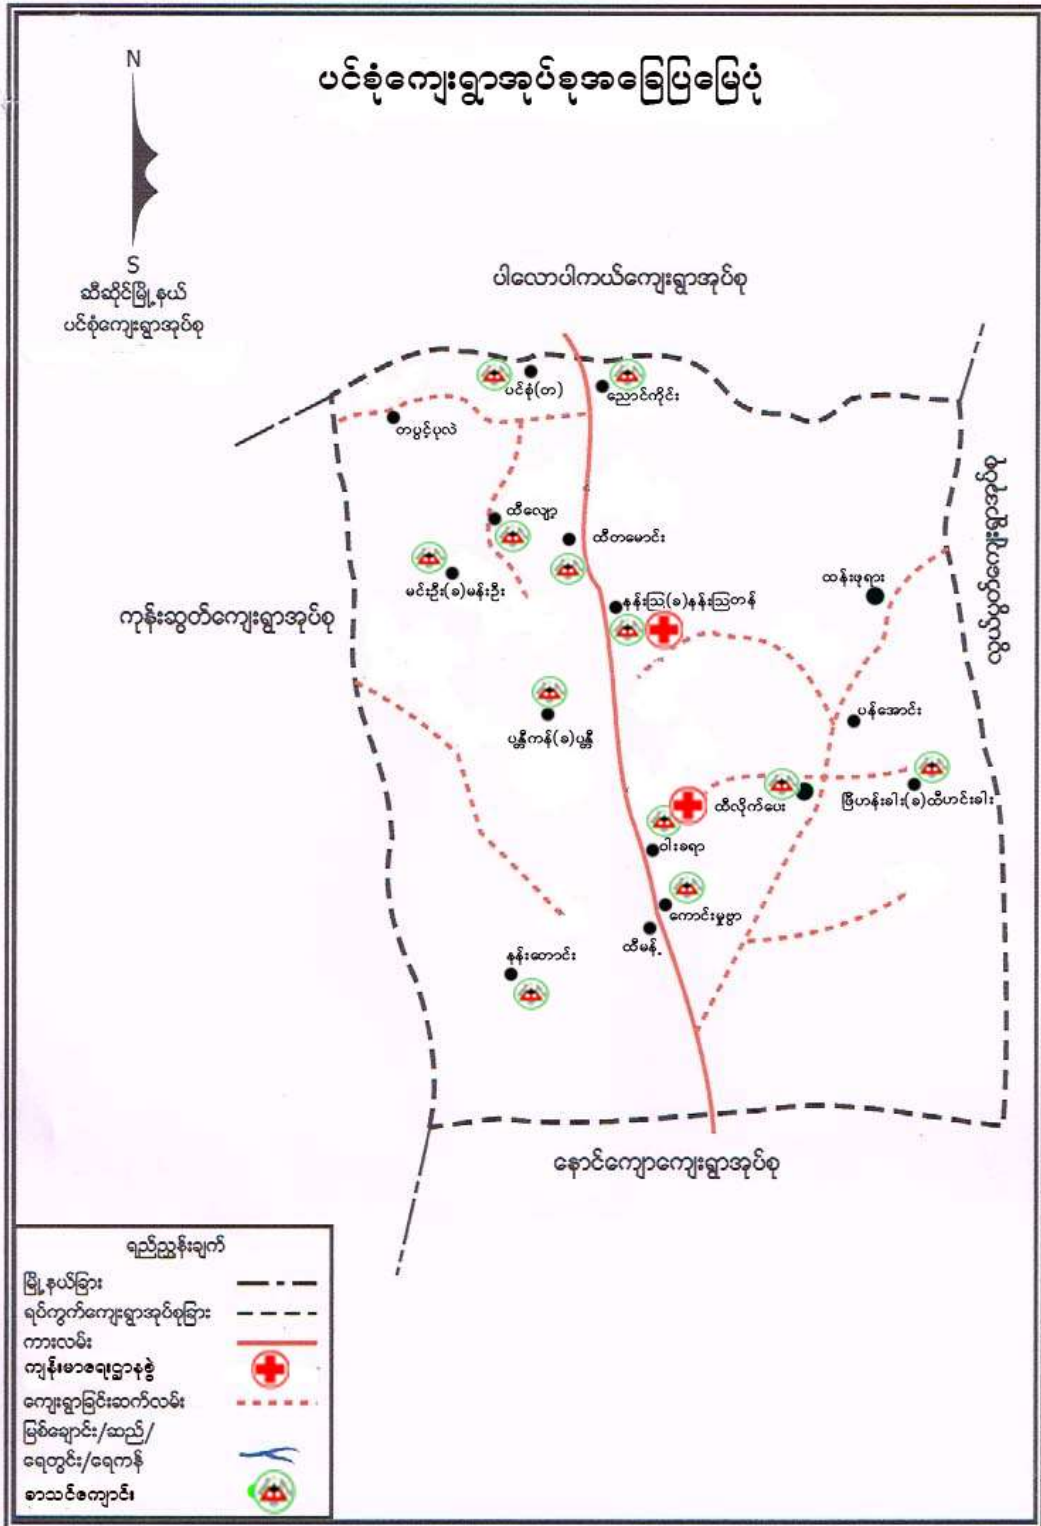 ပင်စုံကျေးရွာအုပ်စုအခြေပြမြေပုံ
N
S
ဆီဆိုင်မြို့နယ်
ပင်စုံကျေးရွာအုပ်စု
ပါလောပါကယ်ကျေးရွာအုပ်စု
ပင်စုံ(တ)
ညောင်ကိုင်း
တပွင့်ပုလဲ
ထီလျော့
ထီတမောင်း
မင်းဦး(ခ)မန်းဦး
ထန်းဖုရား
နန်းဩ(ခ)နန်းဩတန်
ကုန်းဆွတ်ကျေးရွာအုပ်စု
ပန်အောင်း
ပန္တီကန်(ခ)ပန္တီ
ထီလိုက်ပေး
ဖြီဟန်းခါး(ခ)ထီဟင်းခါး
ဝါးခရာ
ကောင်းမှုဗွာ
ထီမန့်
နန်းတောင်း
နောင်ကျောကျေးရွာအုပ်စု
ရည်ညွှန်းချက်
မြို့နယ်ခြား
ရပ်ကွက်ကျေးရွာအုပ်စုခြား
ကားလမ်း
ကျန်းမာရေးဌာနခွဲ
ကျေးရွာခြင်းဆက်လမ်း
မြစ်ချောင်း/ဆည်/
ရေတွင်း/ရေကန်
စာသင်ကျောင်း